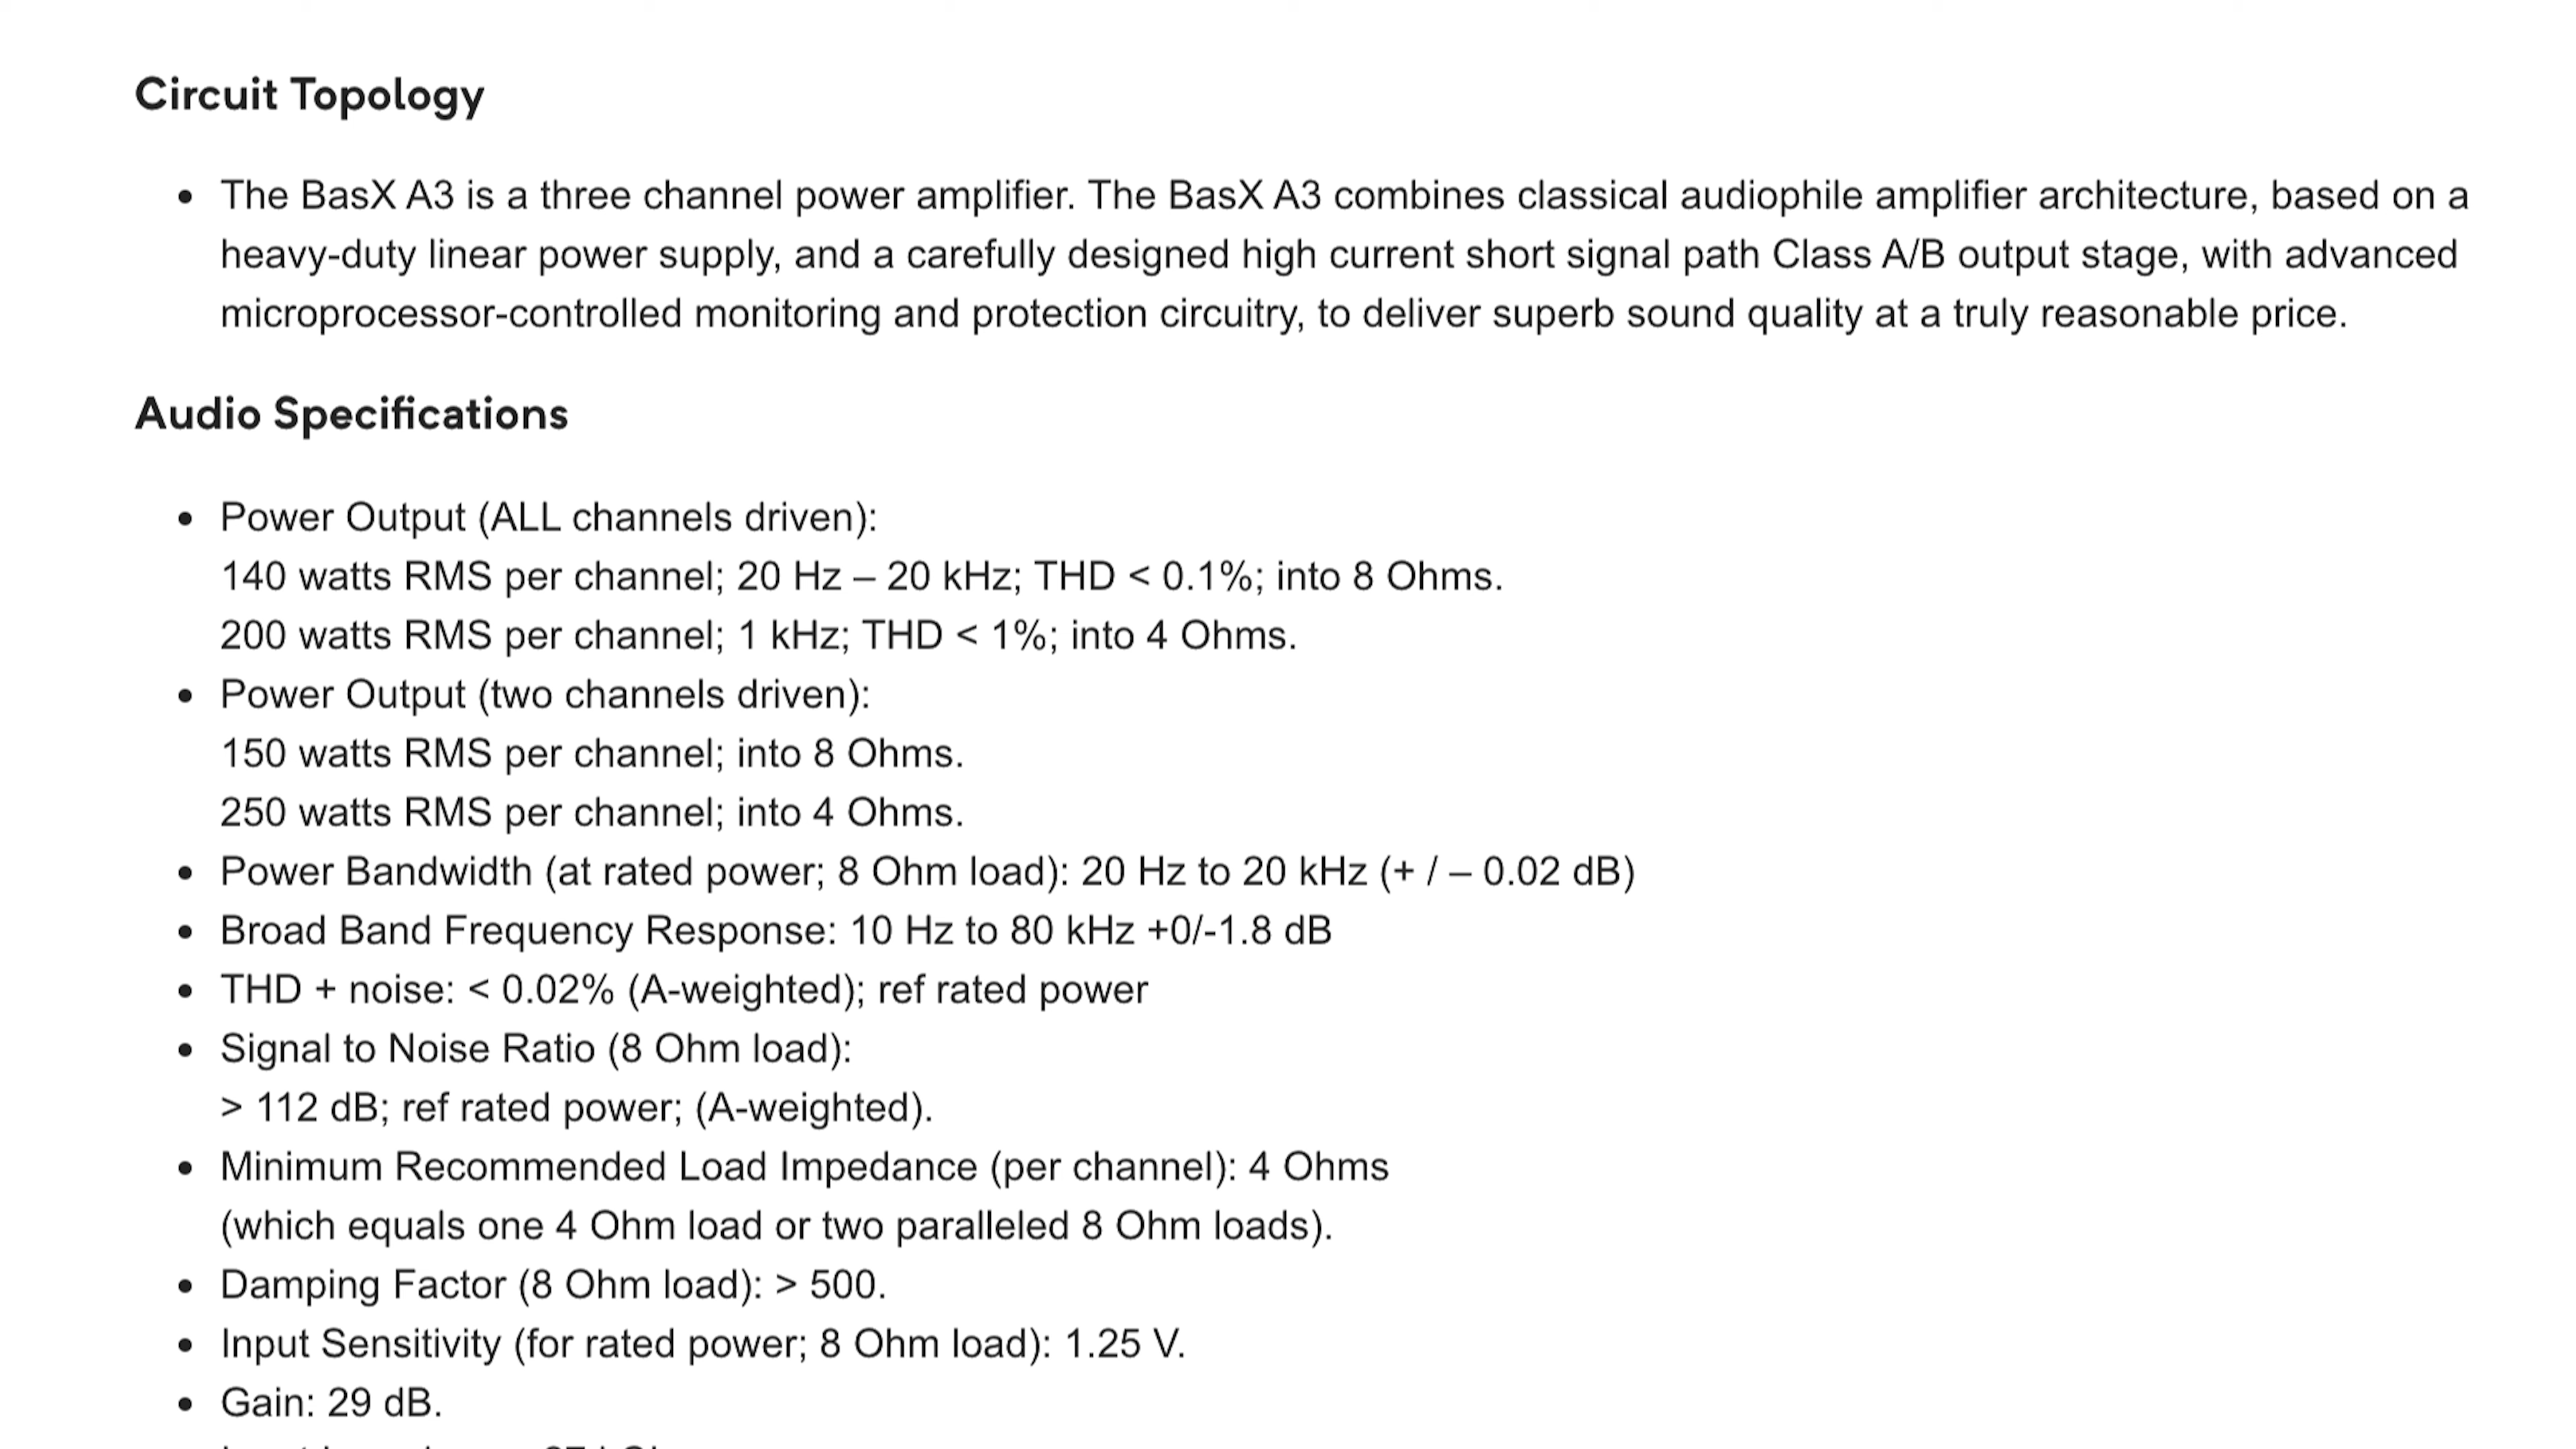 Circuit Topology
• The BasX A3 is a three channel power amplifier. The BasX A3 combines classical audiophile amplifier architecture, based on a
heavy-duty linear power supply, and a carefully designed high current short signal path Class A/B output stage, with advanced
microprocessor-controlled monitoring and protection circuitry, to deliver superb sound quality at a truly reasonable price.
Audio Specifications
• Power Output (ALL channels driven):
140 watts RMS per channel; 20 Hz – 20 kHz; THD < 0.1%; into 8 Ohms.
200 watts RMS per channel; 1 kHz; THD < 1%; into 4 Ohms.
• Power Output (two channels driven):
150 watts RMS per channel; into 8 Ohms.
250 watts RMS per channel; into 4 Ohms.
• Power Bandwidth (at rated power; 8 Ohm load): 20 Hz to 20 kHz (+ / – 0.02 dB)
• Broad Band Frequency Response: 10 Hz to 80 kHz +0/-1.8 dB
• THD + noise: < 0.02% (A-weighted); ref rated power
• Signal to Noise Ratio (8 Ohm load):
> 112 dB; ref rated power; (A-weighted).
• Minimum Recommended Load Impedance (per channel): 4 Ohms
(which equals one 4 Ohm load or two paralleled 8 Ohm loads).
• Damping Factor (8 Ohm load): > 500.
• Input Sensitivity (for rated power; 8 Ohm load): 1.25 V.
• Gain: 29 dB.